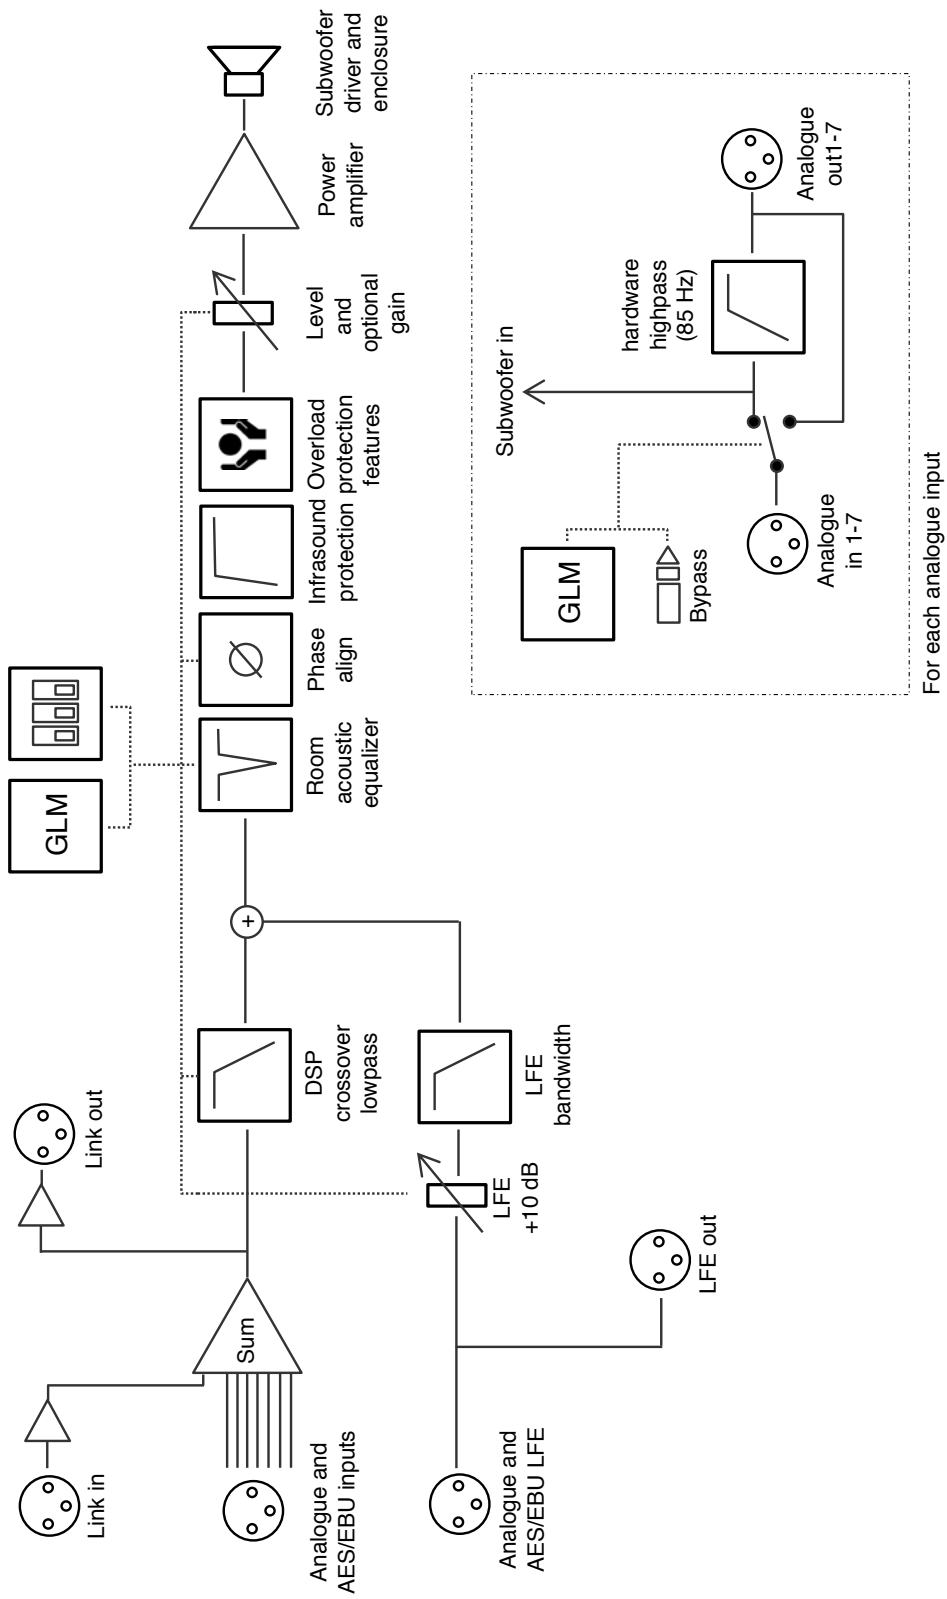 Link in
Analogue and
AES/EBU inputs
Analogue and
AES/EBU LFE
Sum
Link out
LFE out
LFE
+10 dB
DSP
crossover
lowpass
LFE
bandwidth
+
GLM
Room
acoustic
equalizer
Phase
align
Infrasound
protection
Overload
protection
features
Level
and
optional
gain
Power
amplifier
Subwoofer
driver and
enclosure
GLM
Bypass
Subwoofer in
Analogue
in 1-7
hardware
highpass
(85 Hz)
Analogue
out1-7
For each analogue input